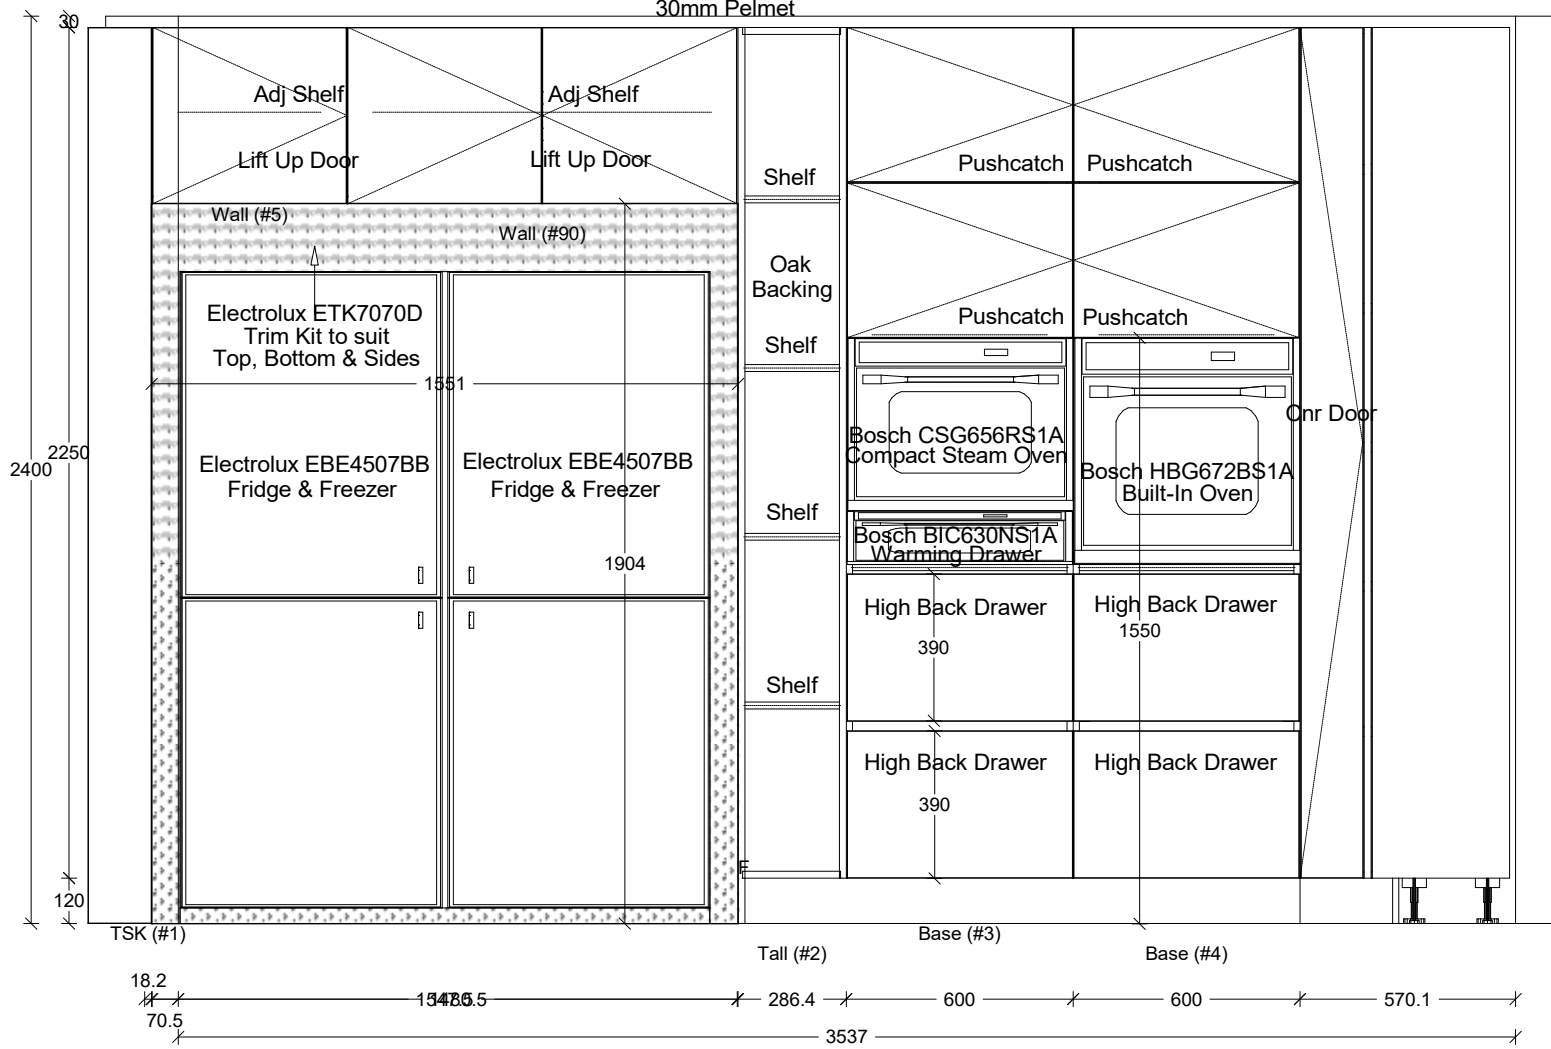 30mm Pelmet
30
Adj Shelf
Adj Shelf
Lift Up Door
Lift Up Door
Pushcatch
Pushcatch
Shelf
Wall (#5)
Wall (#90)
Oak
Backing
Electrolux ETK7070D
Trim Kit to suit
Top, Bottom & Sides
Pushcatch
Pushcatch
Shelf
1551
Cnr Door
2250
2400
Electrolux EBE4507BB
Fridge & Freezer
Electrolux EBE4507BB
Fridge & Freezer
Bosch CSG656RS1A
Compact Steam Oven
Bosch HBG672BS1A
Built-In Oven
Shelf
Bosch BIC630NS1A
Warming Drawer
1904
High Back Drawer
High Back Drawer
1550
390
Shelf
High Back Drawer
High Back Drawer
390
F
120
TSK (#1)
Base (#3)
Tall (#2)
Base (#4)
18.2
286.4
600
600
570.1
70.5
3537